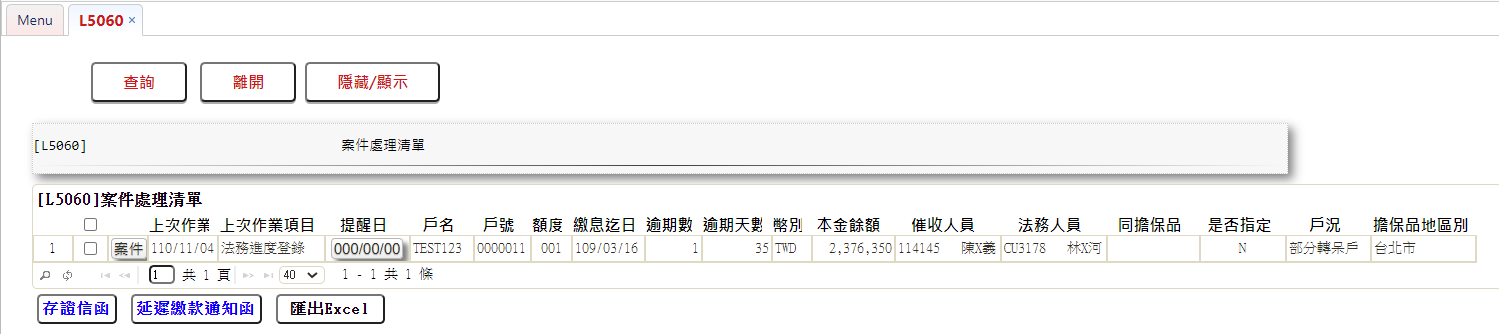 Menu L5060 ×
查詢 離開 隱藏/顯示
[L5060] 案件處理清單
[L5060]案件處理清單
上次作業 上次作業項目 提醒日 戶名 戶號 額度 繳息迄日 逾期數 逾期天數 幣別 本金餘額 催收人員 法務人員 同擔保品 是否指定 戶況 擔保品地區別
1 案件 110/11/04 法務進度登錄 000/00/00 TEST123 0000011 001 109/03/16 1 35 TWD 2,376,350 114145 陳X義 CU3178 林X河 N 部分轉呆戶 台北市
1 共 1 頁 40 1 - 1 共 1 條
存證信函 延遲繳款通知函 匯出Excel